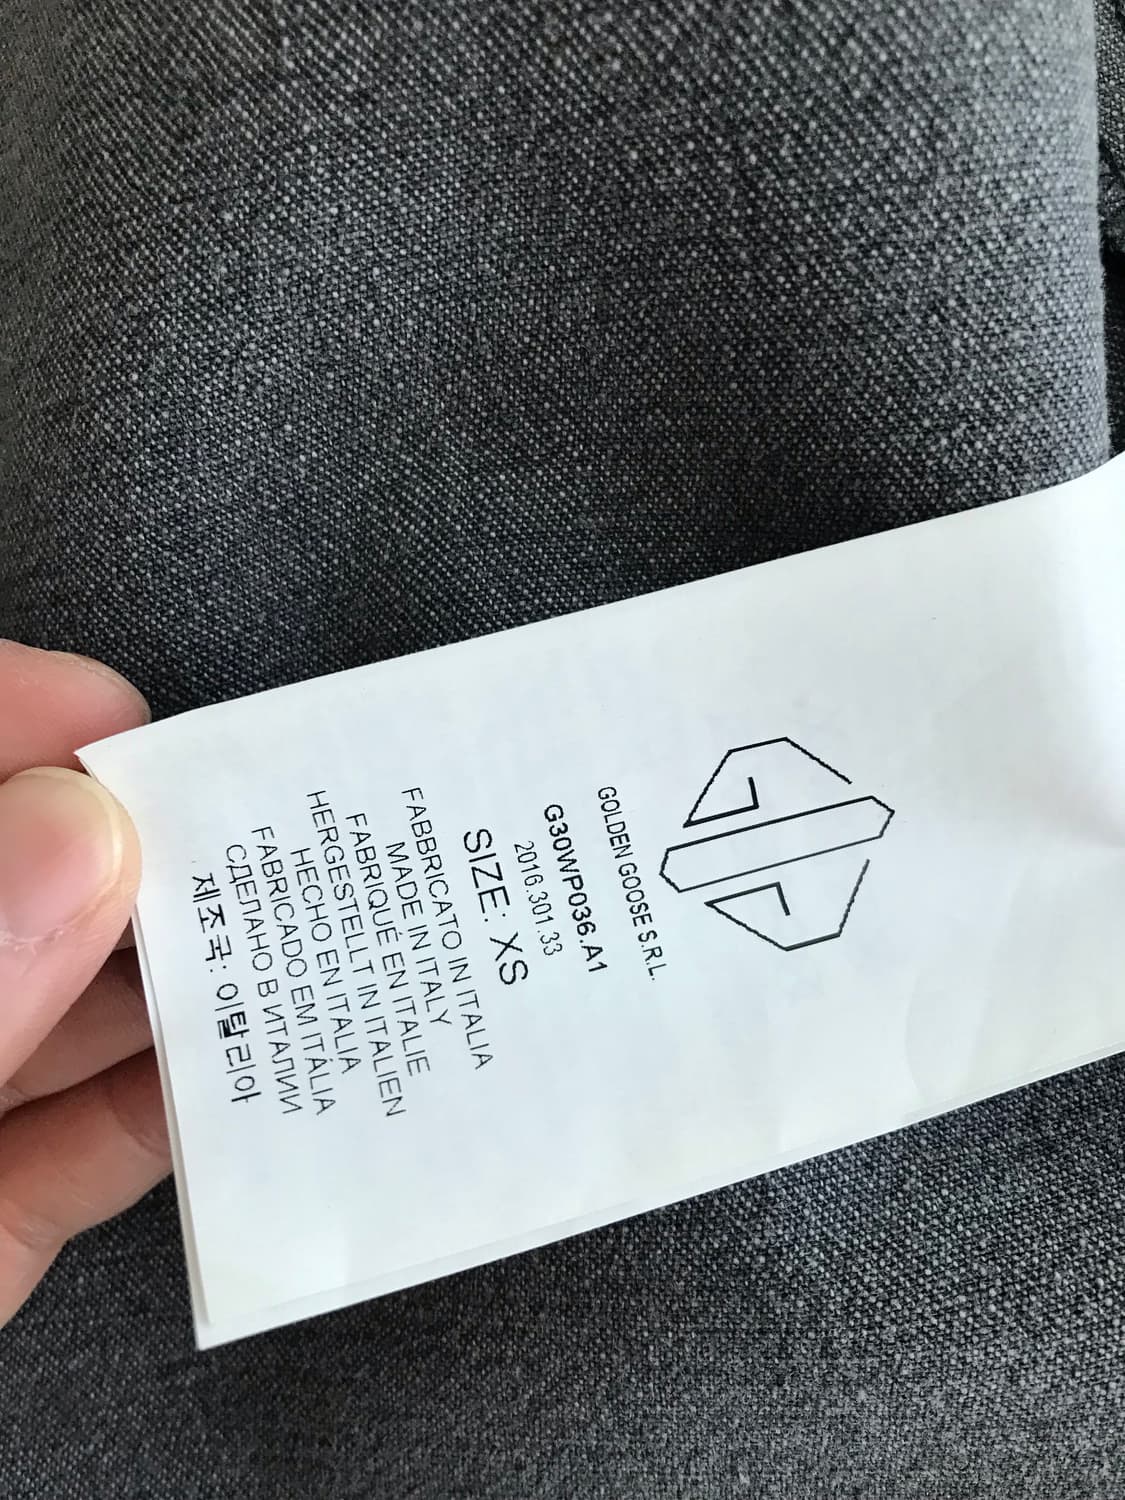 GOLDEN GOOSE S.R.L.
G30WP036.A1
2016.301.33
SIZE: XS
FABBRICATO IN ITALIA
MADE IN ITALY
FABRIQUÉ EN ITALIE
HERGESTELLT IN ITALIEN
HECHO EN ITALIA
FABRICADO EM ITÁLIA
СДЕЛАНО В ИТАЛИИ
제조국: 이탈리아